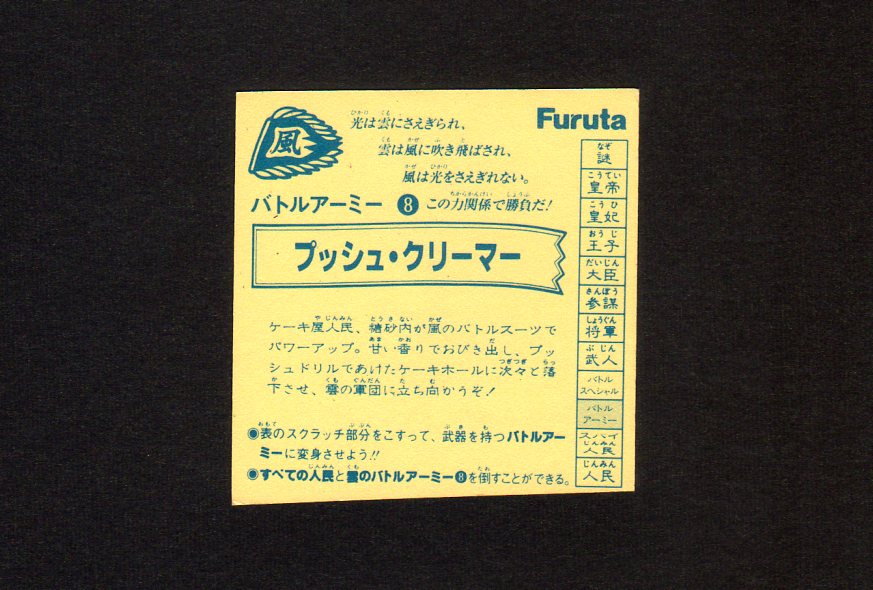 風
光は雲にさえぎられ、
雲は風に吹き飛ばされ、
風は光をさえぎれない。
バトルアーミー 8 この力関係で勝負だ!
Furuta
プッシュ・クリーマー
ケーキ屋人民、糖砂内が風のバトルスーツで
パワーアップ。甘い香りでおびき出し、プッ
シュドリルであけたケーキホールに次々と落
下させ、雲の軍団に立ち向かうぞ!
◉表のスクラッチ部分をこすって、武器を持つバトルアー
ミーに変身させよう!!
◉すべての人民と雲のバトルアーミー8を倒すことができる。
謎
皇帝
皇妃
王子
大臣
参謀
将軍
武人
バトル
スペシャル
バトル
アーミー
スパイ
人民
人民